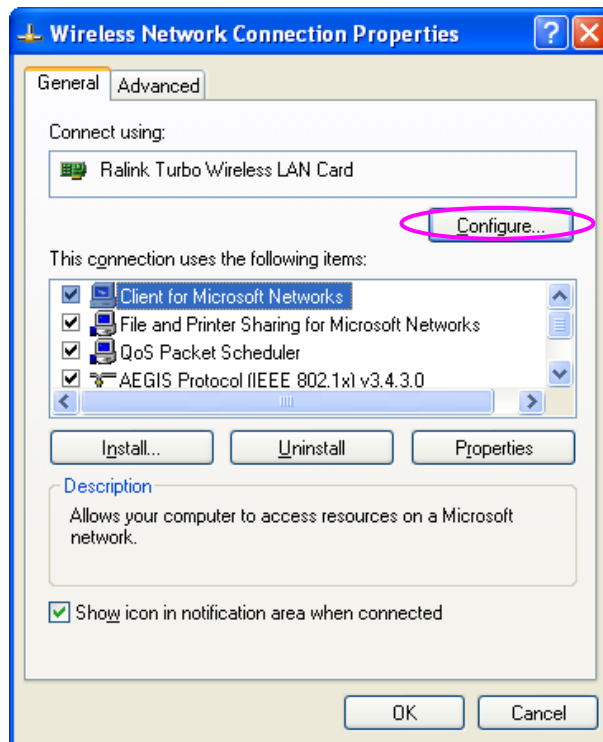 Wireless Network Connection Properties
General Advanced
Connect using:
Ralink Turbo Wireless LAN Card
Configure...
This connection uses the following items:
Client for Microsoft Networks
File and Printer Sharing for Microsoft Networks
QoS Packet Scheduler
AEGIS Protocol (IEEE 802.1x) v3.4.3.0
Install... Uninstall Properties
Description
Allows your computer to access resources on a Microsoft
network.
Show icon in notification area when connected
OK Cancel